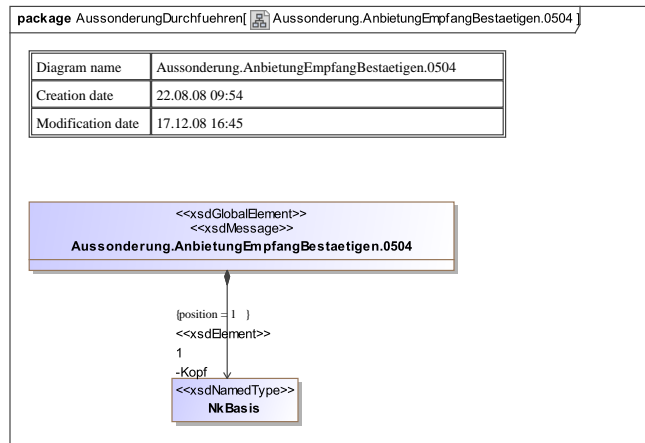 package AussonderungDurchfuehren[ Aussonderung.AnbietungEmpfangBestaetigen.0504 ]
Diagram name Aussonderung.AnbietungEmpfangBestaetigen.0504
Creation date 22.08.08 09:54
Modification date 17.12.08 16:45
<<xsdGlobalElement>>
<<xsdMessage>>
Aussonderung.AnbietungEmpfangBestaetigen.0504
{position = 1 }
<<xsdElement>>
1
-Kopf
<<xsdNamedType>>
NkBasis